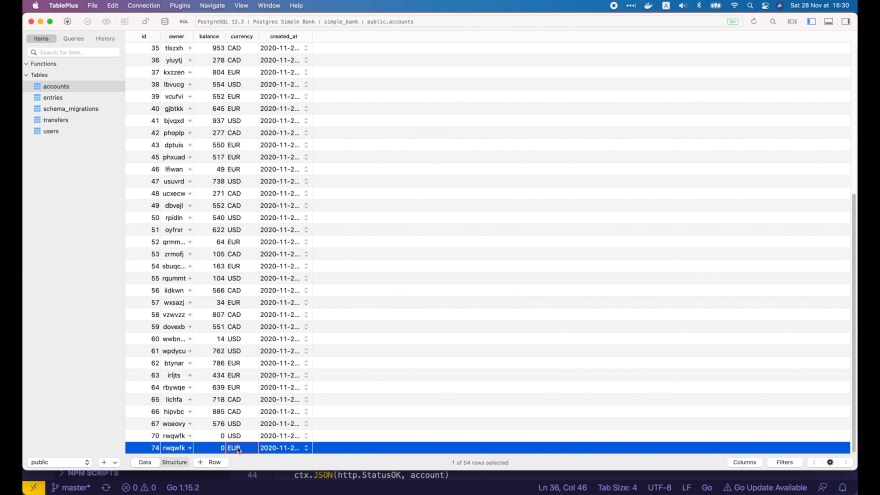 TablePlus File Edit Connection Plugins Navigate View Window Help Sat 28 Nov at 16:30
SQL PostgreSQL 12.3 : Postgres Simple Bank : simple_bank : public.accounts
Items Queries History
Search for item...
Functions
Tables
accounts
entries
schema_migrations
transfers
users
id owner balance currency created_at
35 tlszxh 953 CAD 2020-11-2...
36 yiuytj 278 CAD 2020-11-2...
37 kxzzen 804 EUR 2020-11-2...
38 lbvucg 554 USD 2020-11-2...
39 vcufvi 552 EUR 2020-11-2...
40 gjbtkk 645 EUR 2020-11-2...
41 bjvqxd 937 USD 2020-11-2...
42 phoplp 277 CAD 2020-11-2...
43 dptuis 550 EUR 2020-11-2...
45 phxuad 517 EUR 2020-11-2...
46 lfiwan 49 EUR 2020-11-2...
47 usuvrd 738 USD 2020-11-2...
48 ucxecw 271 CAD 2020-11-2...
49 dbvejl 552 CAD 2020-11-2...
50 rpidln 540 USD 2020-11-2...
51 oyfrxr 622 USD 2020-11-2...
52 qrmm... 64 EUR 2020-11-2...
53 zrmofj 105 CAD 2020-11-2...
54 sbuqc... 163 EUR 2020-11-2...
55 rqummt 104 USD 2020-11-2...
56 iidkwn 566 CAD 2020-11-2...
57 wxsazj 34 EUR 2020-11-2...
58 vzwvzz 807 CAD 2020-11-2...
59 dovexb 551 CAD 2020-11-2...
60 wwbn... 14 USD 2020-11-2...
61 wpdycu 762 USD 2020-11-2...
62 btynar 786 EUR 2020-11-2...
63 irljts 434 EUR 2020-11-2...
64 rbywqe 639 EUR 2020-11-2...
65 lichfa 718 CAD 2020-11-2...
66 hipvbc 885 CAD 2020-11-2...
67 woeovy 576 USD 2020-11-2...
70 rwqwfk 0 USD 2020-11-2...
74 rwqwfk 0 EUR 2020-11-2...
public Data Structure Row 1 of 54 rows selected Columns Filters
NPM SCRIPTS 44 ctx.JSON(http.StatusOK, account)
master* 0 0 Go 1.15.2 Ln 36, Col 46 Tab Size: 4 UTF-8 LF Go Go Update Available